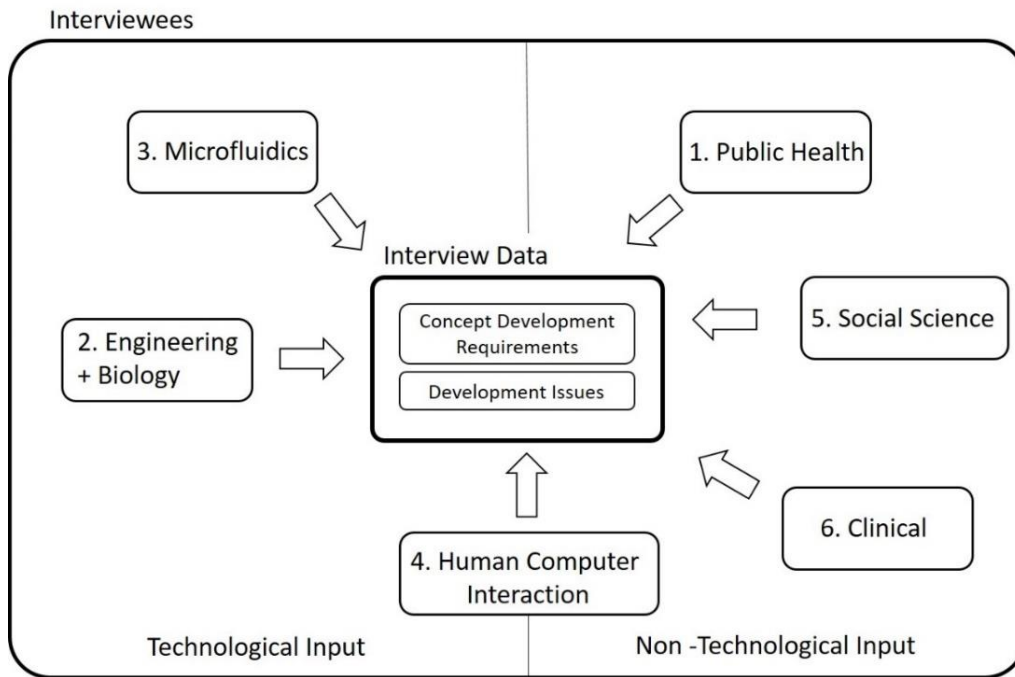 Interviewees
3. Microfluidics
1. Public Health
Interview Data
Concept Development
Requirements
Development Issues
2. Engineering
+ Biology
5. Social Science
4. Human Computer
Interaction
6. Clinical
Technological Input
Non -Technological Input